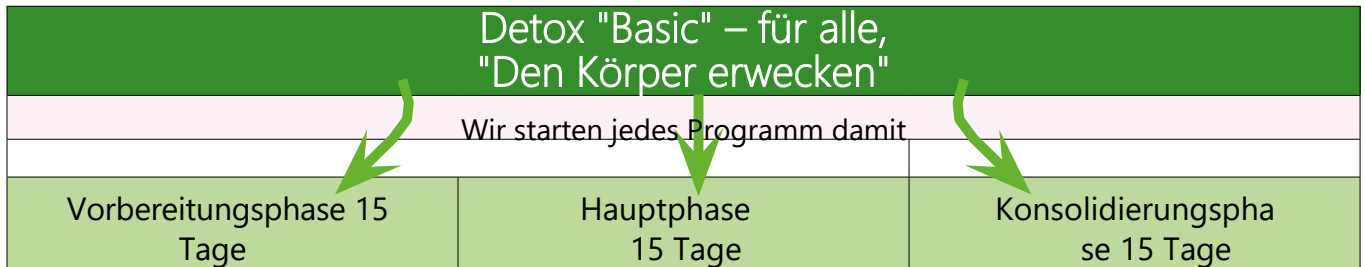 Detox "Basic" – für alle,
"Den Körper erwecken"
Wir starten jedes Programm damit
Vorbereitungsphase 15
Tage
Hauptphase
15 Tage
Konsolidierungspha
se 15 Tage